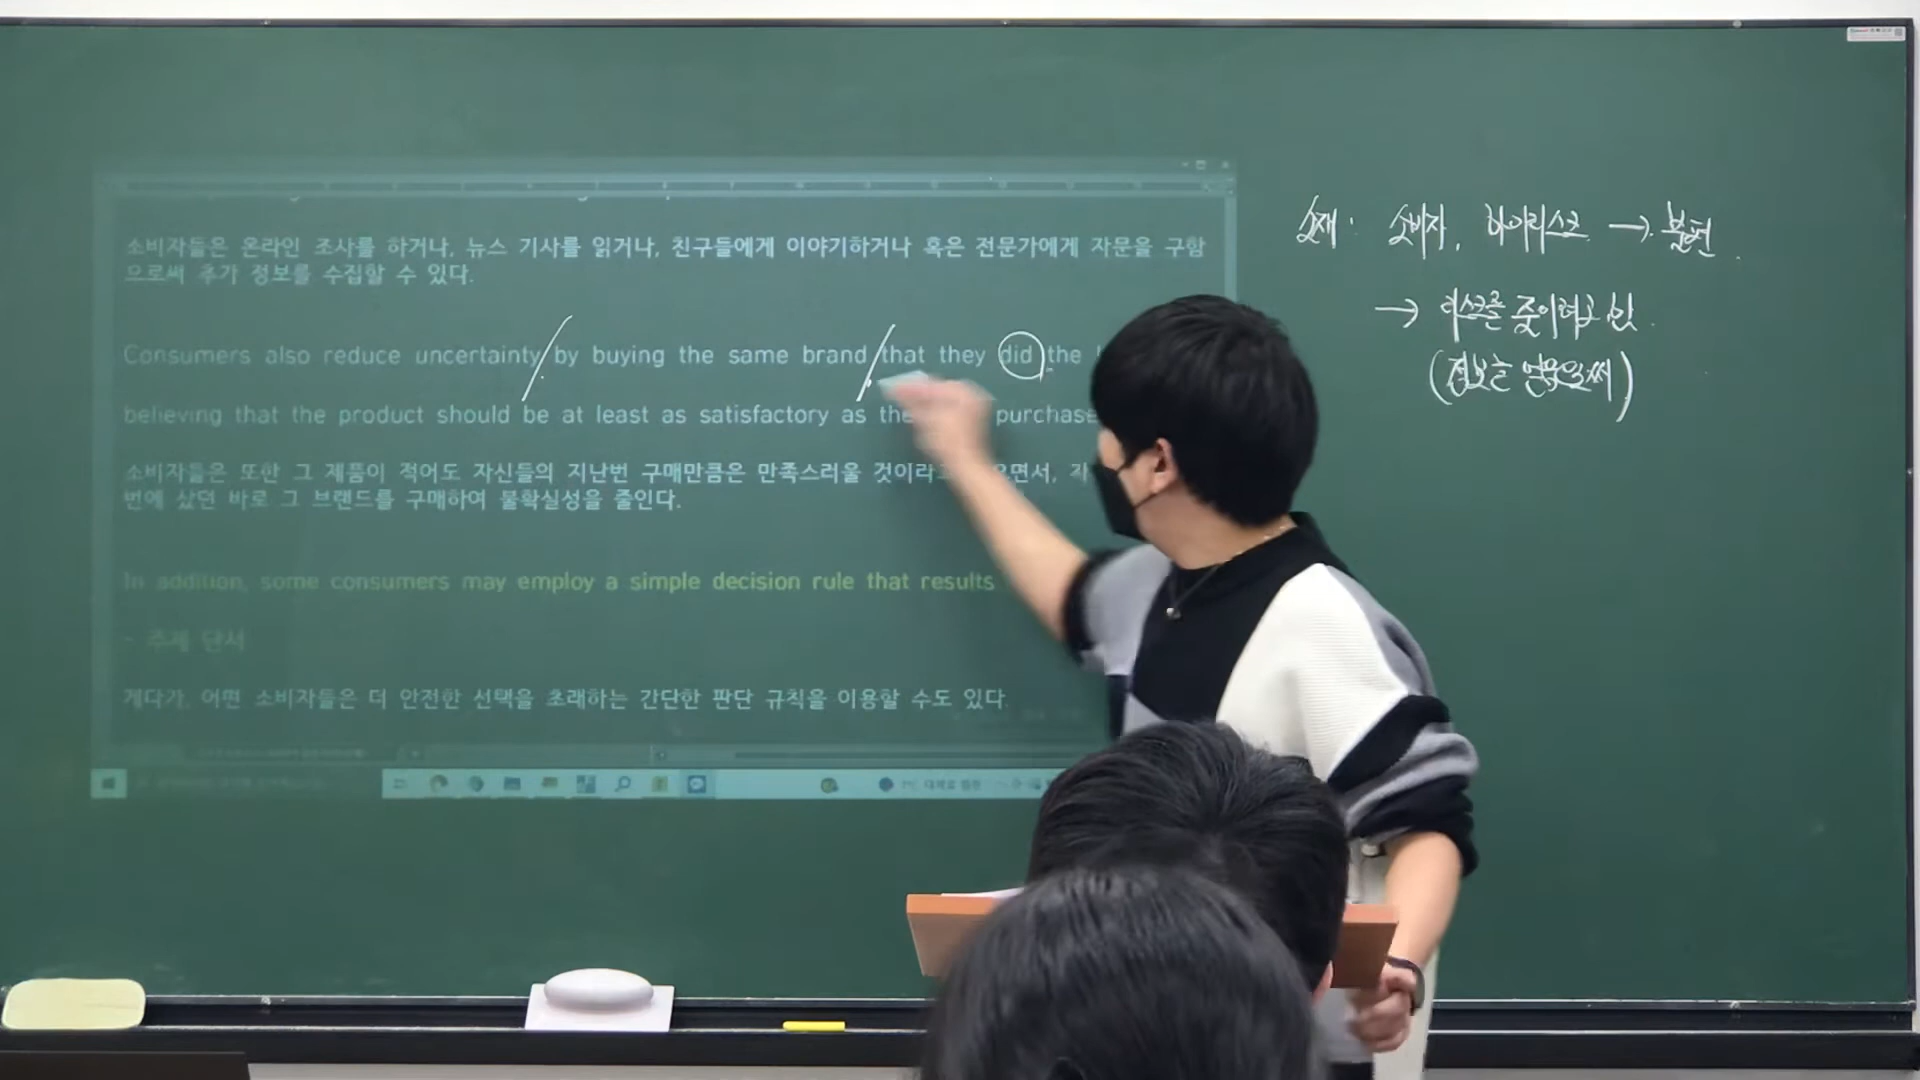 소비자들은 온라인 조사를 하거나, 뉴스 기사를 읽거나, 친구들에게 이야기하거나 혹은 전문가에게 자문을 구함
으로써 추가 정보를 수집할 수 있다.
Consumers also reduce uncertainty by buying the same brand that they did the
believing that the product should be at least as satisfactory as purchase
소비자들은 또한 그 제품이 적어도 자신들의 지난번 구매만큼은 만족스러울 것이라고
번에 샀던 바로 그 브랜드를 구매하여 불확실성을 줄인다.
In addition, some consumers may employ a simple decision rule that results
- 주제 단서
게다가, 어떤 소비자들은 더 안전한 선택을 초래하는 간단한 판단 규칙을 이용할 수도 있다
소재: 소비자, 하이리스크 → 불편
→ 리스크를 줄이려고 함
(정보를 얻음으로써)